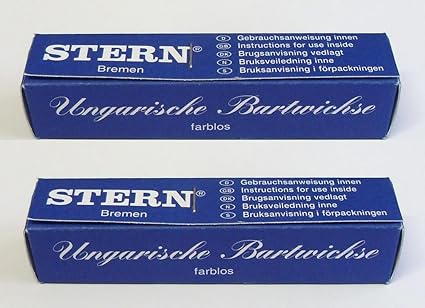 STERN®
Bremen
D Gebrauchsanweisung innen
GB Instructions for use inside
DK Brugsanvisning vedlagt
N Bruksveiledning inne
S Bruksanvisning i förpackningen
Ungarische Bartwichse
farblos
STERN®
Bremen
D Gebrauchsanweisung innen
GB Instructions for use inside
DK Brugsanvisning vedlagt
N Bruksveiledning inne
S Bruksanvisning i förpackningen
Ungarische Bartwichse
farblos